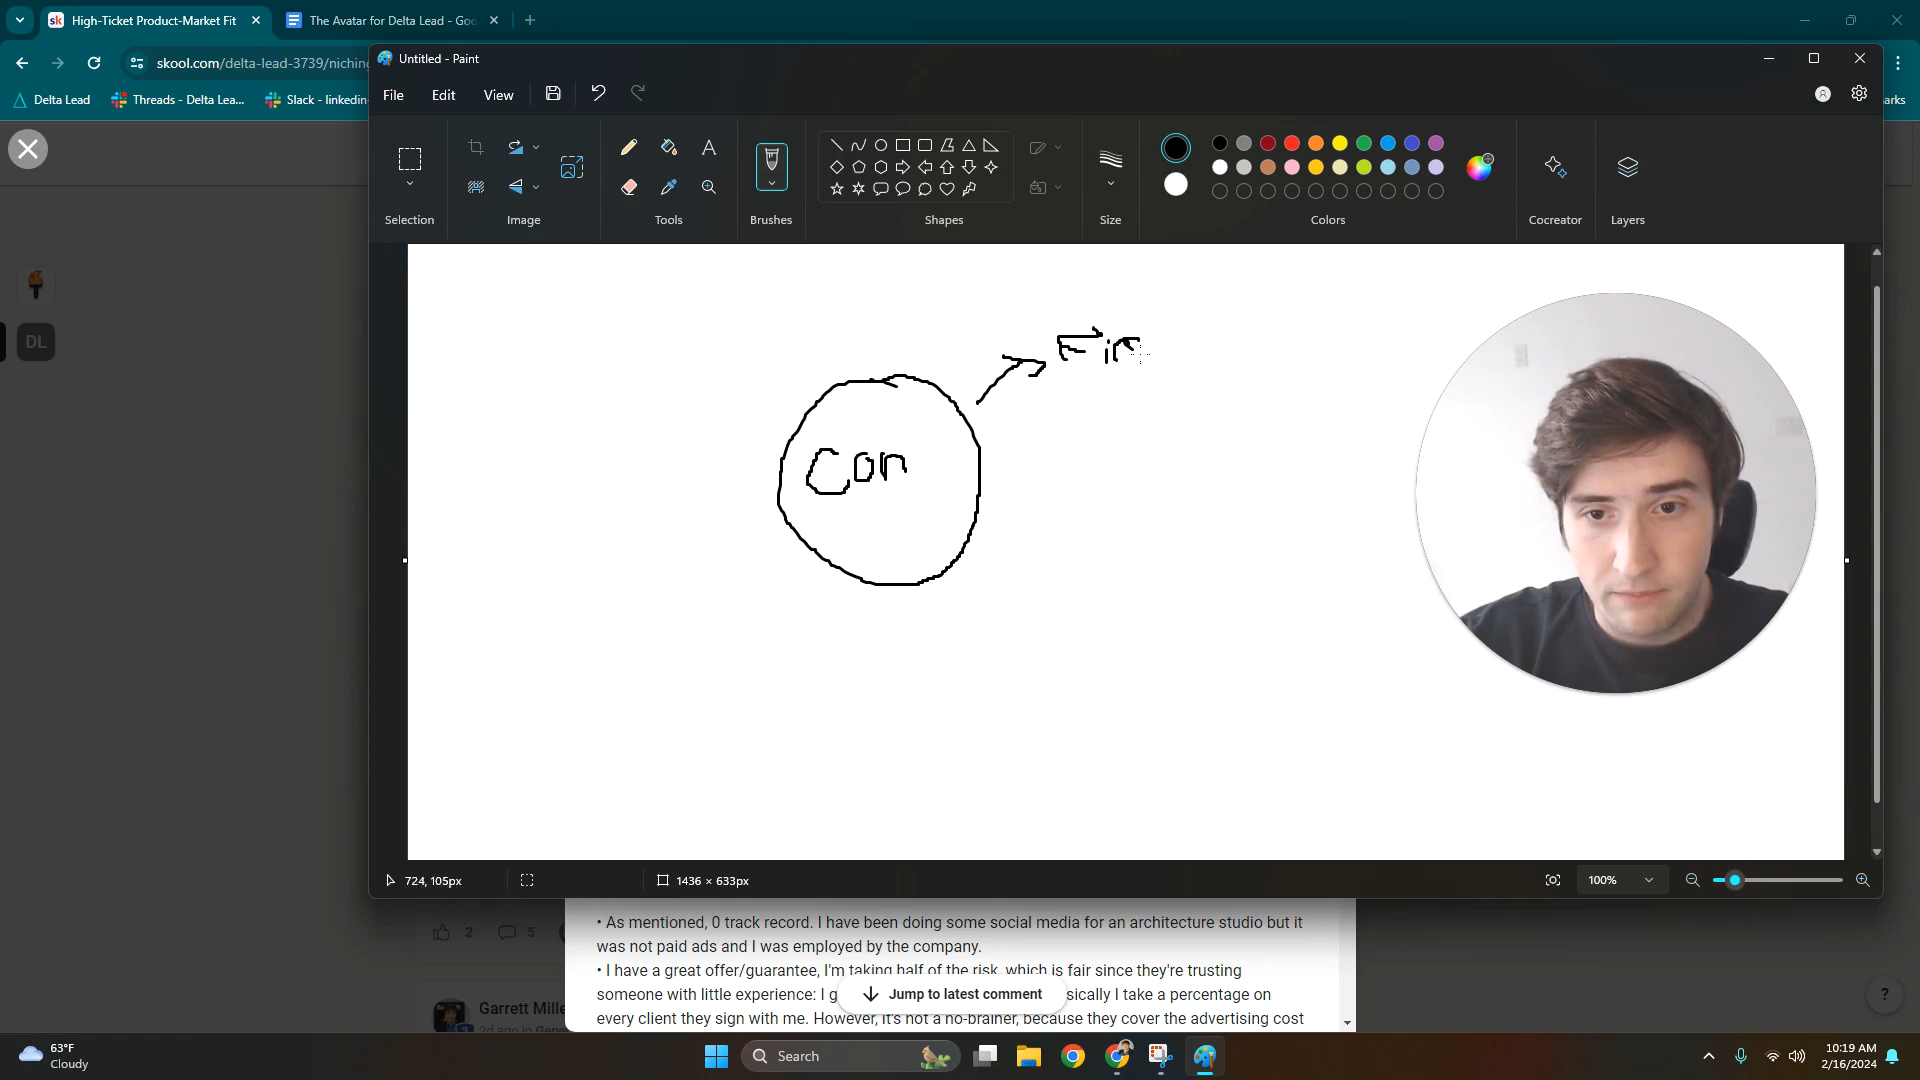 High-Ticket Product-Market Fit
The Avatar for Delta Lead - Goo
skool.com/delta-lead-3739/niching
Delta Lead
Threads - Delta Lea...
Slack - linkedin-
arks
Untitled - Paint
File
Edit
View
Selection
Image
Tools
Brushes
Shapes
Size
Colors
Cocreator
Layers
DL
Fin
Con
724, 105px
1436 × 633px
100%
2
5
• As mentioned, 0 track record. I have been doing some social media for an architecture studio but it
was not paid ads and I was employed by the company.
• I have a great offer/guarantee, I'm taking half of the risk, which is fair since they're trusting
someone with little experience: I g
sically I take a percentage on
every client they sign with me. However, it's not a no-brainer, because they cover the advertising cost
Jump to latest comment
Garrett Mille
2d ago in Gene
?
63°F
Cloudy
Search
10:19 AM
2/16/2024